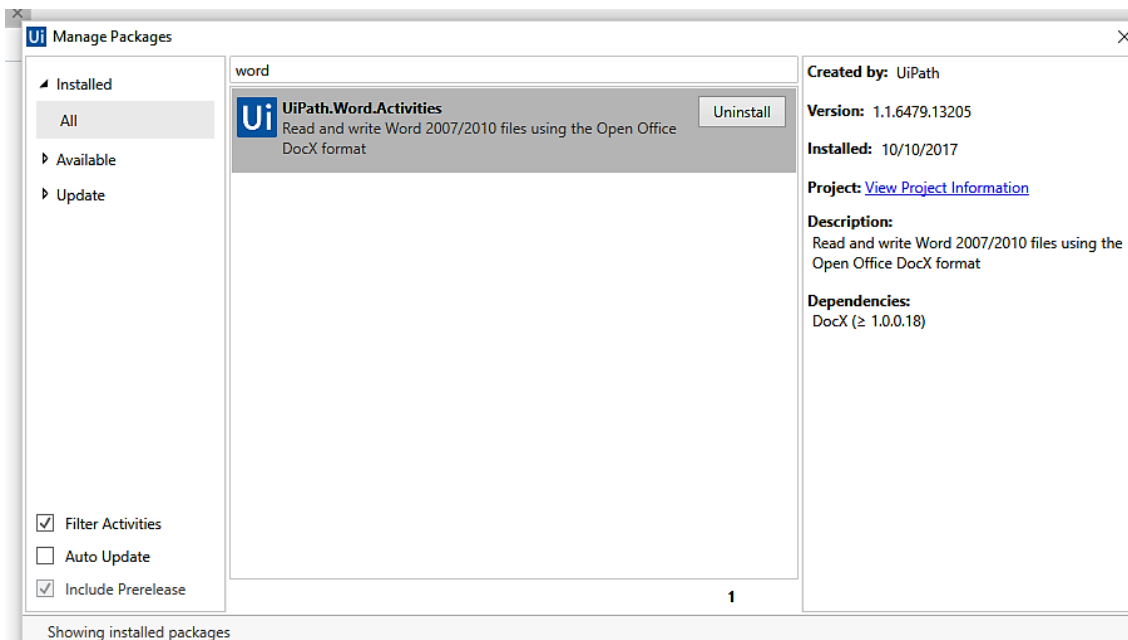 Ui Manage Packages
Installed
All
Available
Update
Filter Activities
Auto Update
Include Prerelease
word
Ui UiPath.Word.Activities
Uninstall
Read and write Word 2007/2010 files using the Open Office
DocX format
1
Created by: UiPath
Version: 1.1.6479.13205
Installed: 10/10/2017
Project: View Project Information
Description:
Read and write Word 2007/2010 files using the
Open Office DocX format
Dependencies:
DocX (≥ 1.0.0.18)
Showing installed packages